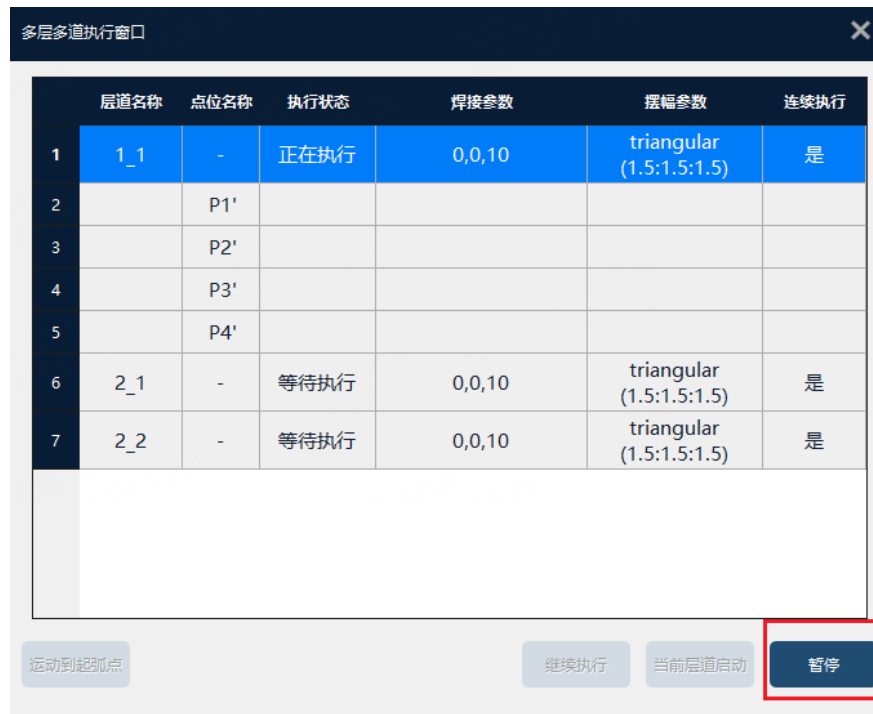 多层多道执行窗口
层道名称 点位名称 执行状态 焊接参数 摆幅参数 连续执行
1 1_1 - 正在执行 0,0,10 triangular (1.5:1.5:1.5) 是
2 P1'
3 P2'
4 P3'
5 P4'
6 2_1 - 等待执行 0,0,10 triangular (1.5:1.5:1.5) 是
7 2_2 - 等待执行 0,0,10 triangular (1.5:1.5:1.5) 是
运动到起弧点 继续执行 当前层道启动 暂停